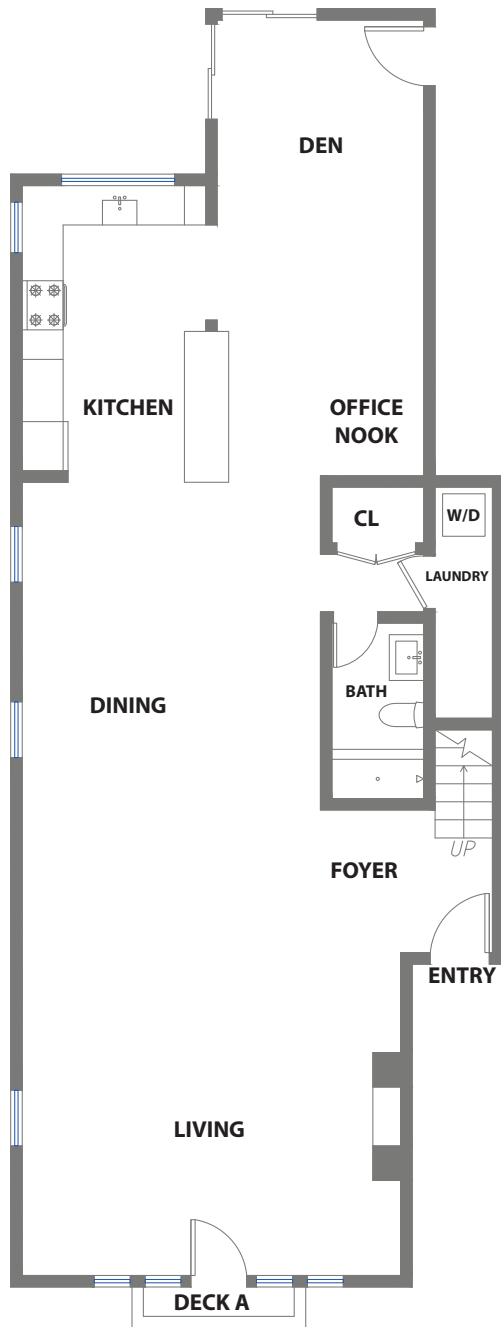 DEN
KITCHEN
OFFICE
NOOK
CL
W/D
LAUNDRY
BATH
DINING
UP
FOYER
ENTRY
LIVING
DECK A